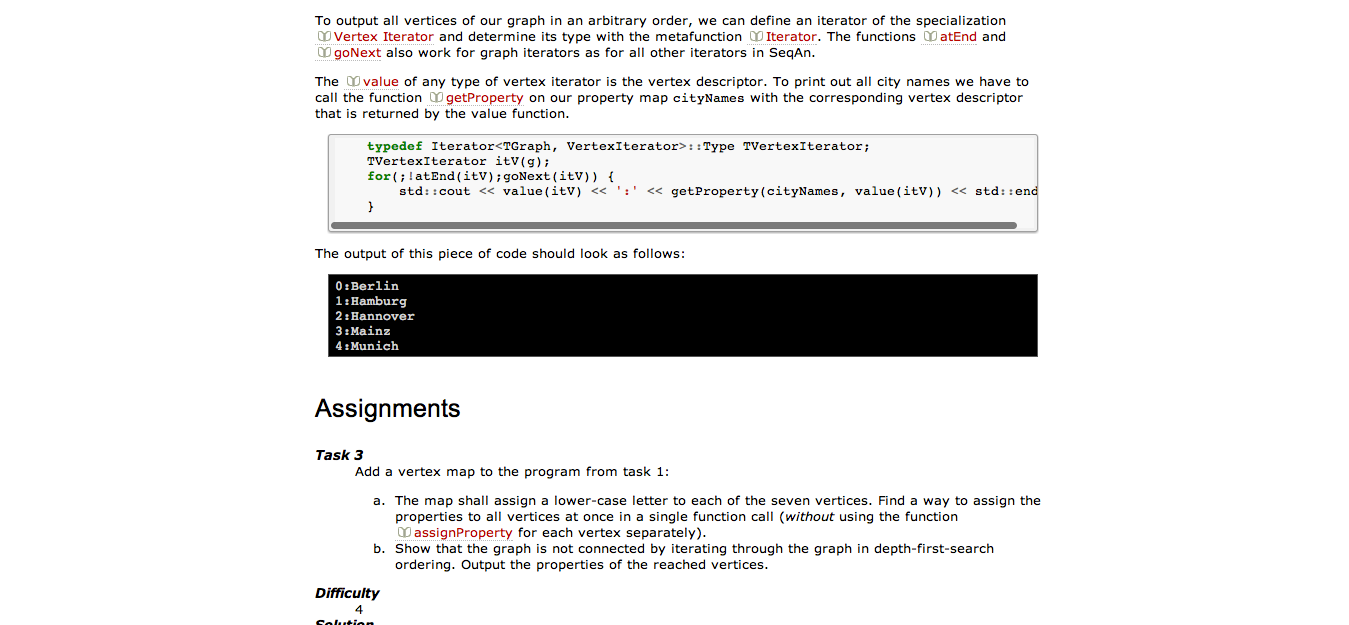 To output all vertices of our graph in an arbitrary order, we can define an iterator of the specialization
Vertex Iterator and determine its type with the metafunction Iterator. The functions atEnd and
goNext also work for graph iterators as for all other iterators in SeqAn.
The value of any type of vertex iterator is the vertex descriptor. To print out all city names we have to
call the function getProperty on our property map cityNames with the corresponding vertex descriptor
that is returned by the value function.
typedef Iterator<TGraph, VertexIterator>::Type TVertexIterator;
TVertexIterator itV(g);
for(;!atEnd(itV);goNext(itV)) {
    std::cout << value(itV) << ':' << getProperty(cityNames, value(itV)) << std::end
}
The output of this piece of code should look as follows:
0:Berlin
1:Hamburg
2:Hannover
3:Mainz
4:Munich
Assignments
Task 3
Add a vertex map to the program from task 1:
a. The map shall assign a lower-case letter to each of the seven vertices. Find a way to assign the
properties to all vertices at once in a single function call (without using the function
assignProperty for each vertex separately).
b. Show that the graph is not connected by iterating through the graph in depth-first-search
ordering. Output the properties of the reached vertices.
Difficulty
4
Solution